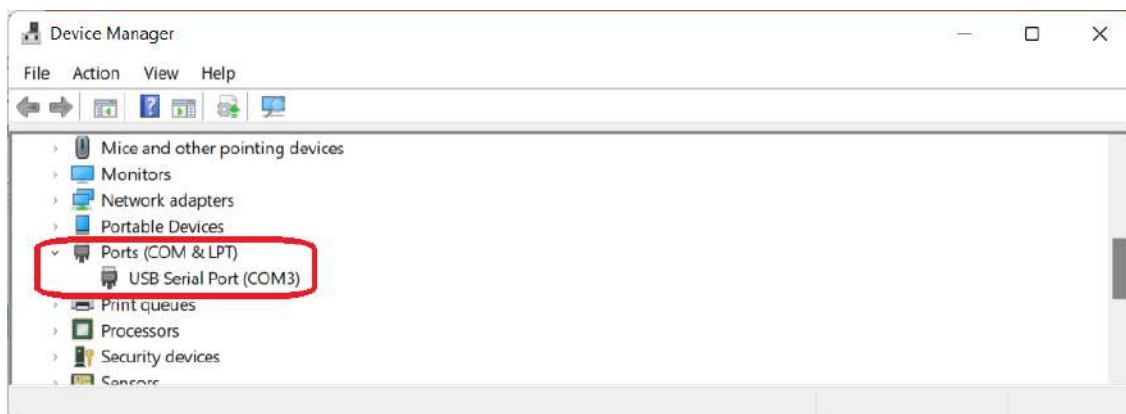 Device Manager
File Action View Help
Mice and other pointing devices
Monitors
Network adapters
Portable Devices
Ports (COM & LPT)
USB Serial Port (COM3)
Print queues
Processors
Security devices
Sensors